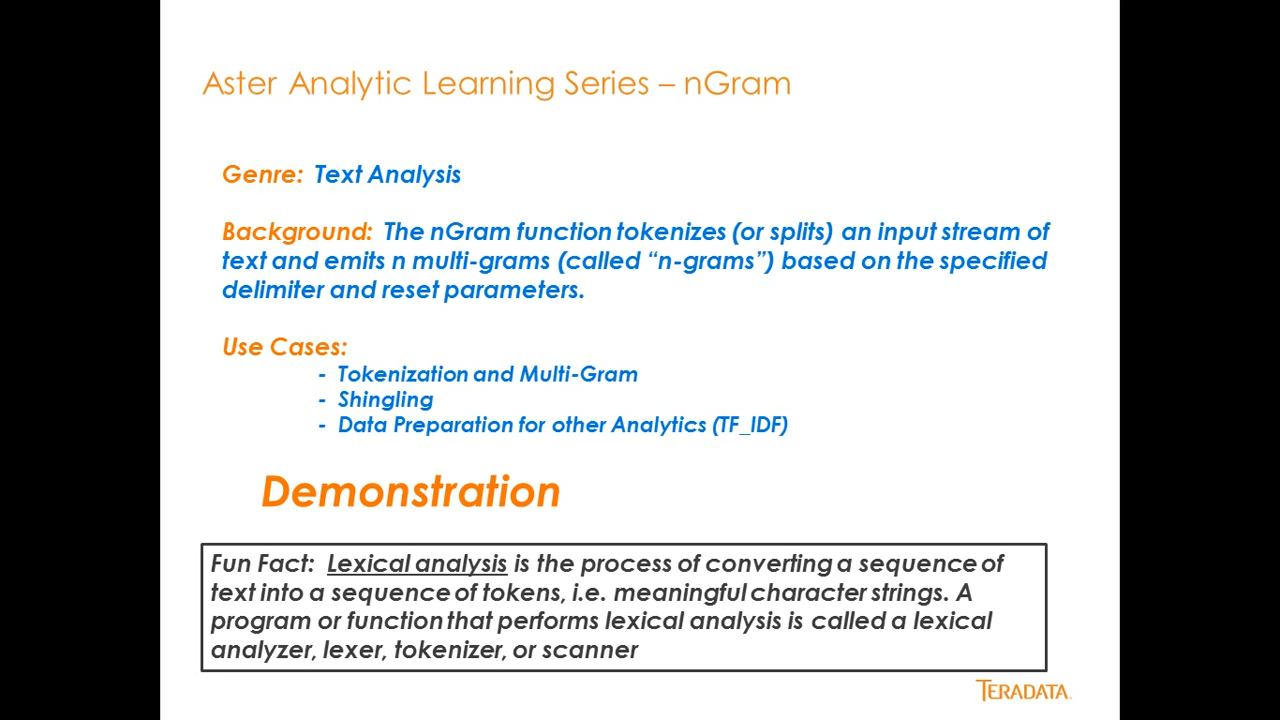 Aster Analytic Learning Series – nGram
Genre: Text Analysis
Background: The nGram function tokenizes (or splits) an input stream of
text and emits n multi-grams (called “n-grams”) based on the specified
delimiter and reset parameters.
Use Cases:
- Tokenization and Multi-Gram
- Shingling
- Data Preparation for other Analytics (TF_IDF)
Demonstration
Fun Fact: Lexical analysis is the process of converting a sequence of
text into a sequence of tokens, i.e. meaningful character strings. A
program or function that performs lexical analysis is called a lexical
analyzer, lexer, tokenizer, or scanner
TERADATA.